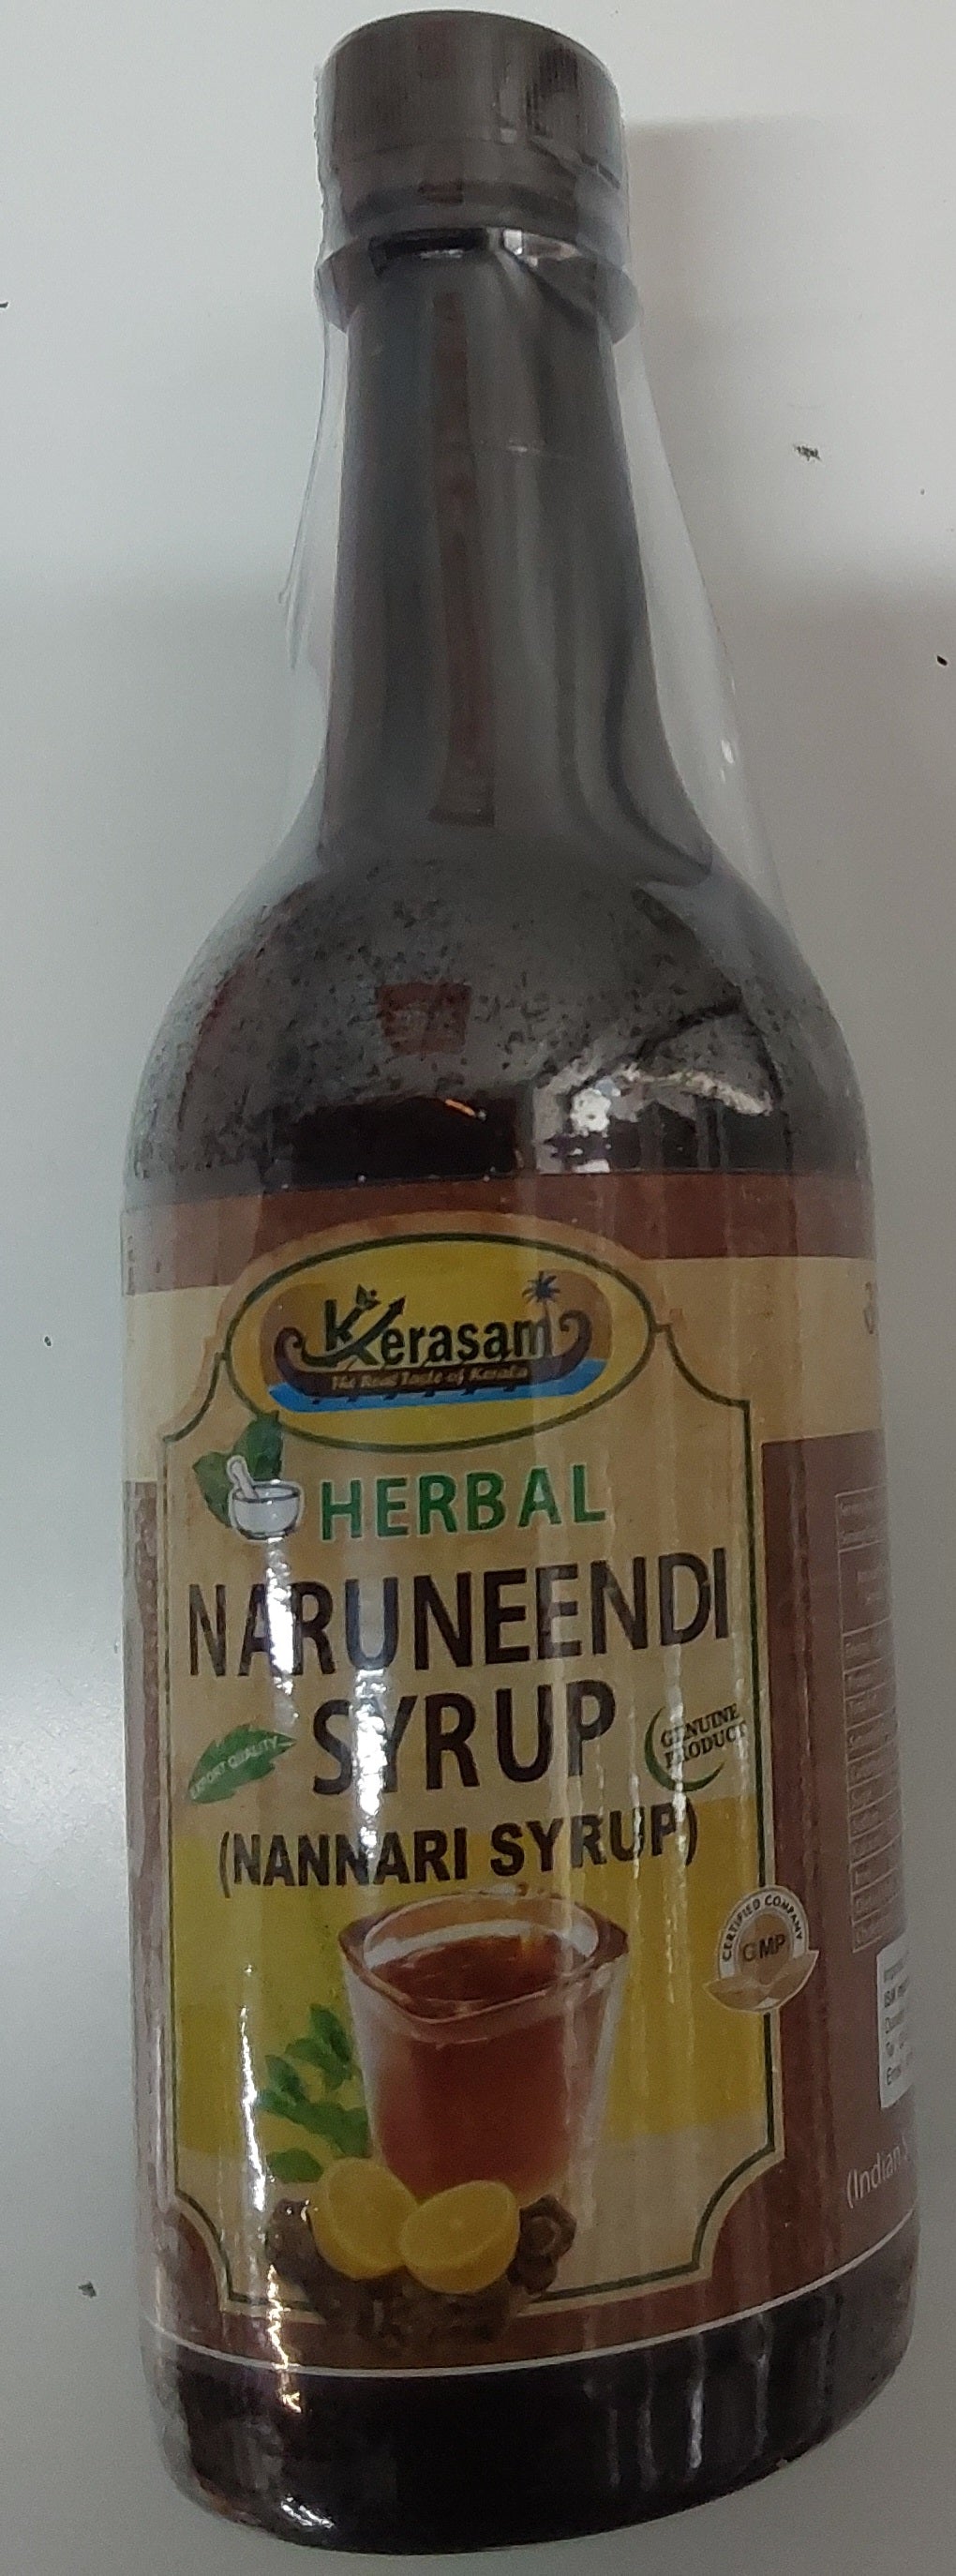 Kerasam
The Real Taste of Kerala
HERBAL
NARUNEENDI
SYRUP
EXPORT QUALITY
GENUINE
PRODUCT
(NANNARI SYRUP)
CERTIFIED COMPANY
GMP
(Indian